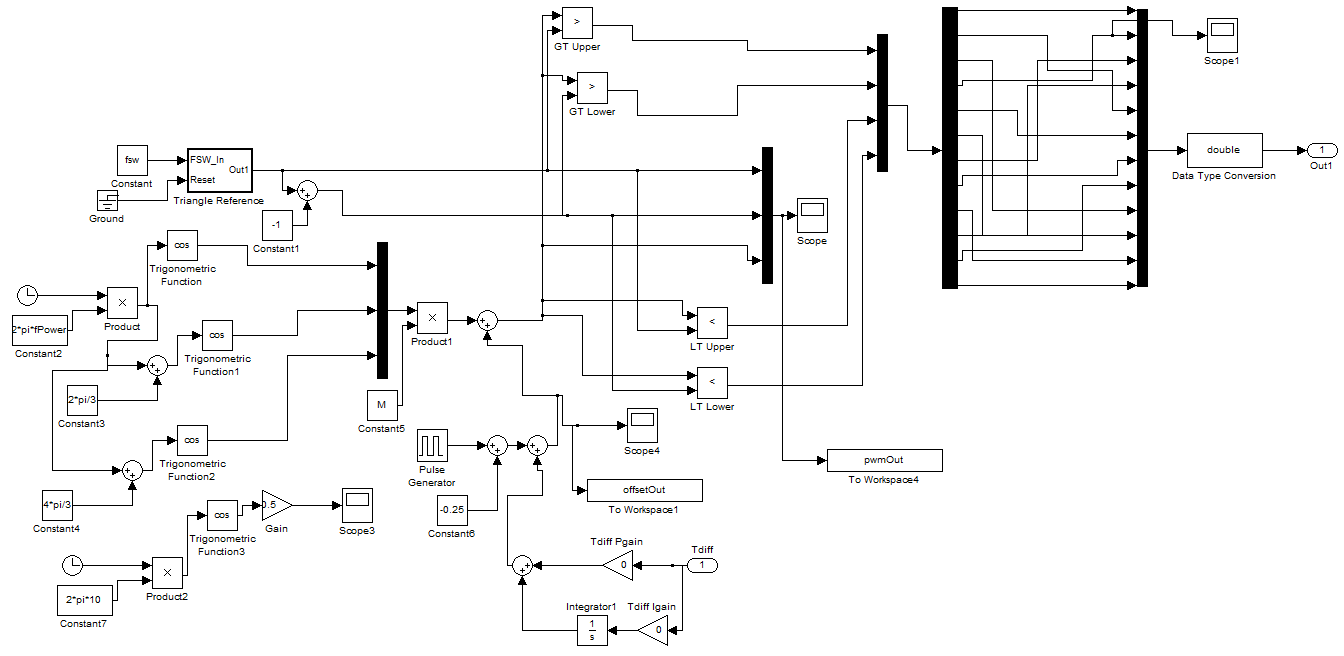 >
GT Upper
Scope1
>
GT Lower
fsw
Constant
FSW_In
Reset
Out1
Triangle Reference
Ground
-1
Constant1
double
Data Type Conversion
1
Out1
Scope
cos
Trigonometric
Function
×
Product
2*pi*fPower
Constant2
cos
Trigonometric
Function1
×
Product1
<
LT Upper
<
LT Lower
2*pi/3
Constant3
M
Constant5
cos
Trigonometric
Function2
Scope4
Pulse
Generator
pwmOut
To Workspace4
4*pi/3
Constant4
cos
Trigonometric
Function3
0.5
Gain
Scope3
-0.25
Constant6
offsetOut
To Workspace1
×
Product2
2*pi*10
Constant7
Tdiff Pgain
0
Tdiff
1
Integrator1
1
s
Tdiff Igain
0